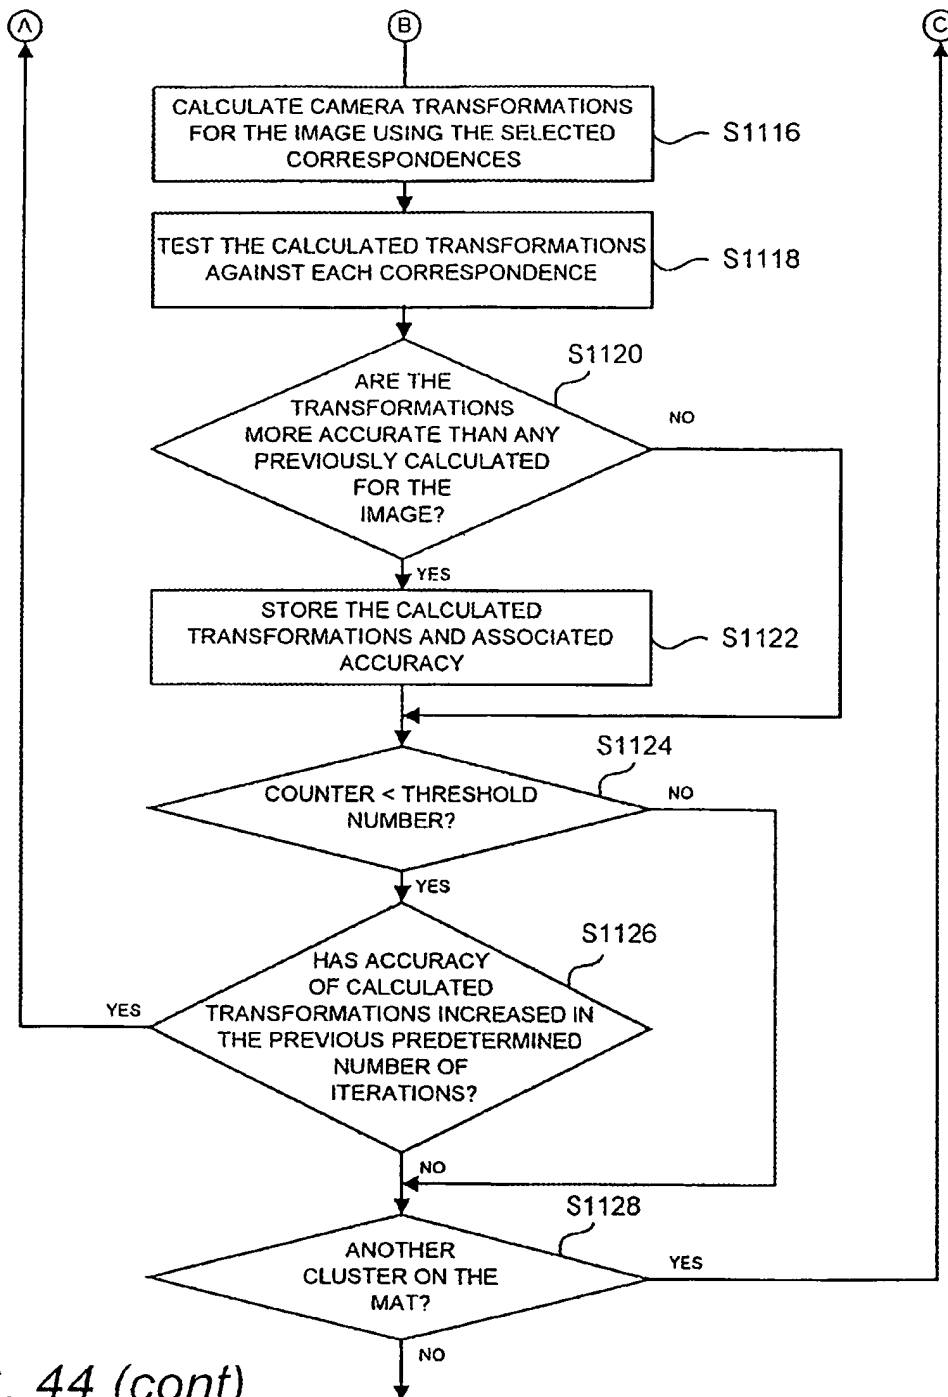 A
B
C
CALCULATE CAMERA TRANSFORMATIONS
FOR THE IMAGE USING THE SELECTED
CORRESPONDENCES
S1116
TEST THE CALCULATED TRANSFORMATIONS
AGAINST EACH CORRESPONDENCE
S1118
S1120
ARE THE
TRANSFORMATIONS
MORE ACCURATE THAN ANY
PREVIOUSLY CALCULATED
FOR THE
IMAGE?
NO
YES
STORE THE CALCULATED
TRANSFORMATIONS AND ASSOCIATED
ACCURACY
S1122
S1124
COUNTER < THRESHOLD
NUMBER?
NO
YES
S1126
HAS ACCURACY
OF CALCULATED
TRANSFORMATIONS INCREASED IN
THE PREVIOUS PREDETERMINED
NUMBER OF
ITERATIONS?
YES
NO
S1128
ANOTHER
CLUSTER ON THE
MAT?
YES
NO
44 (cont)